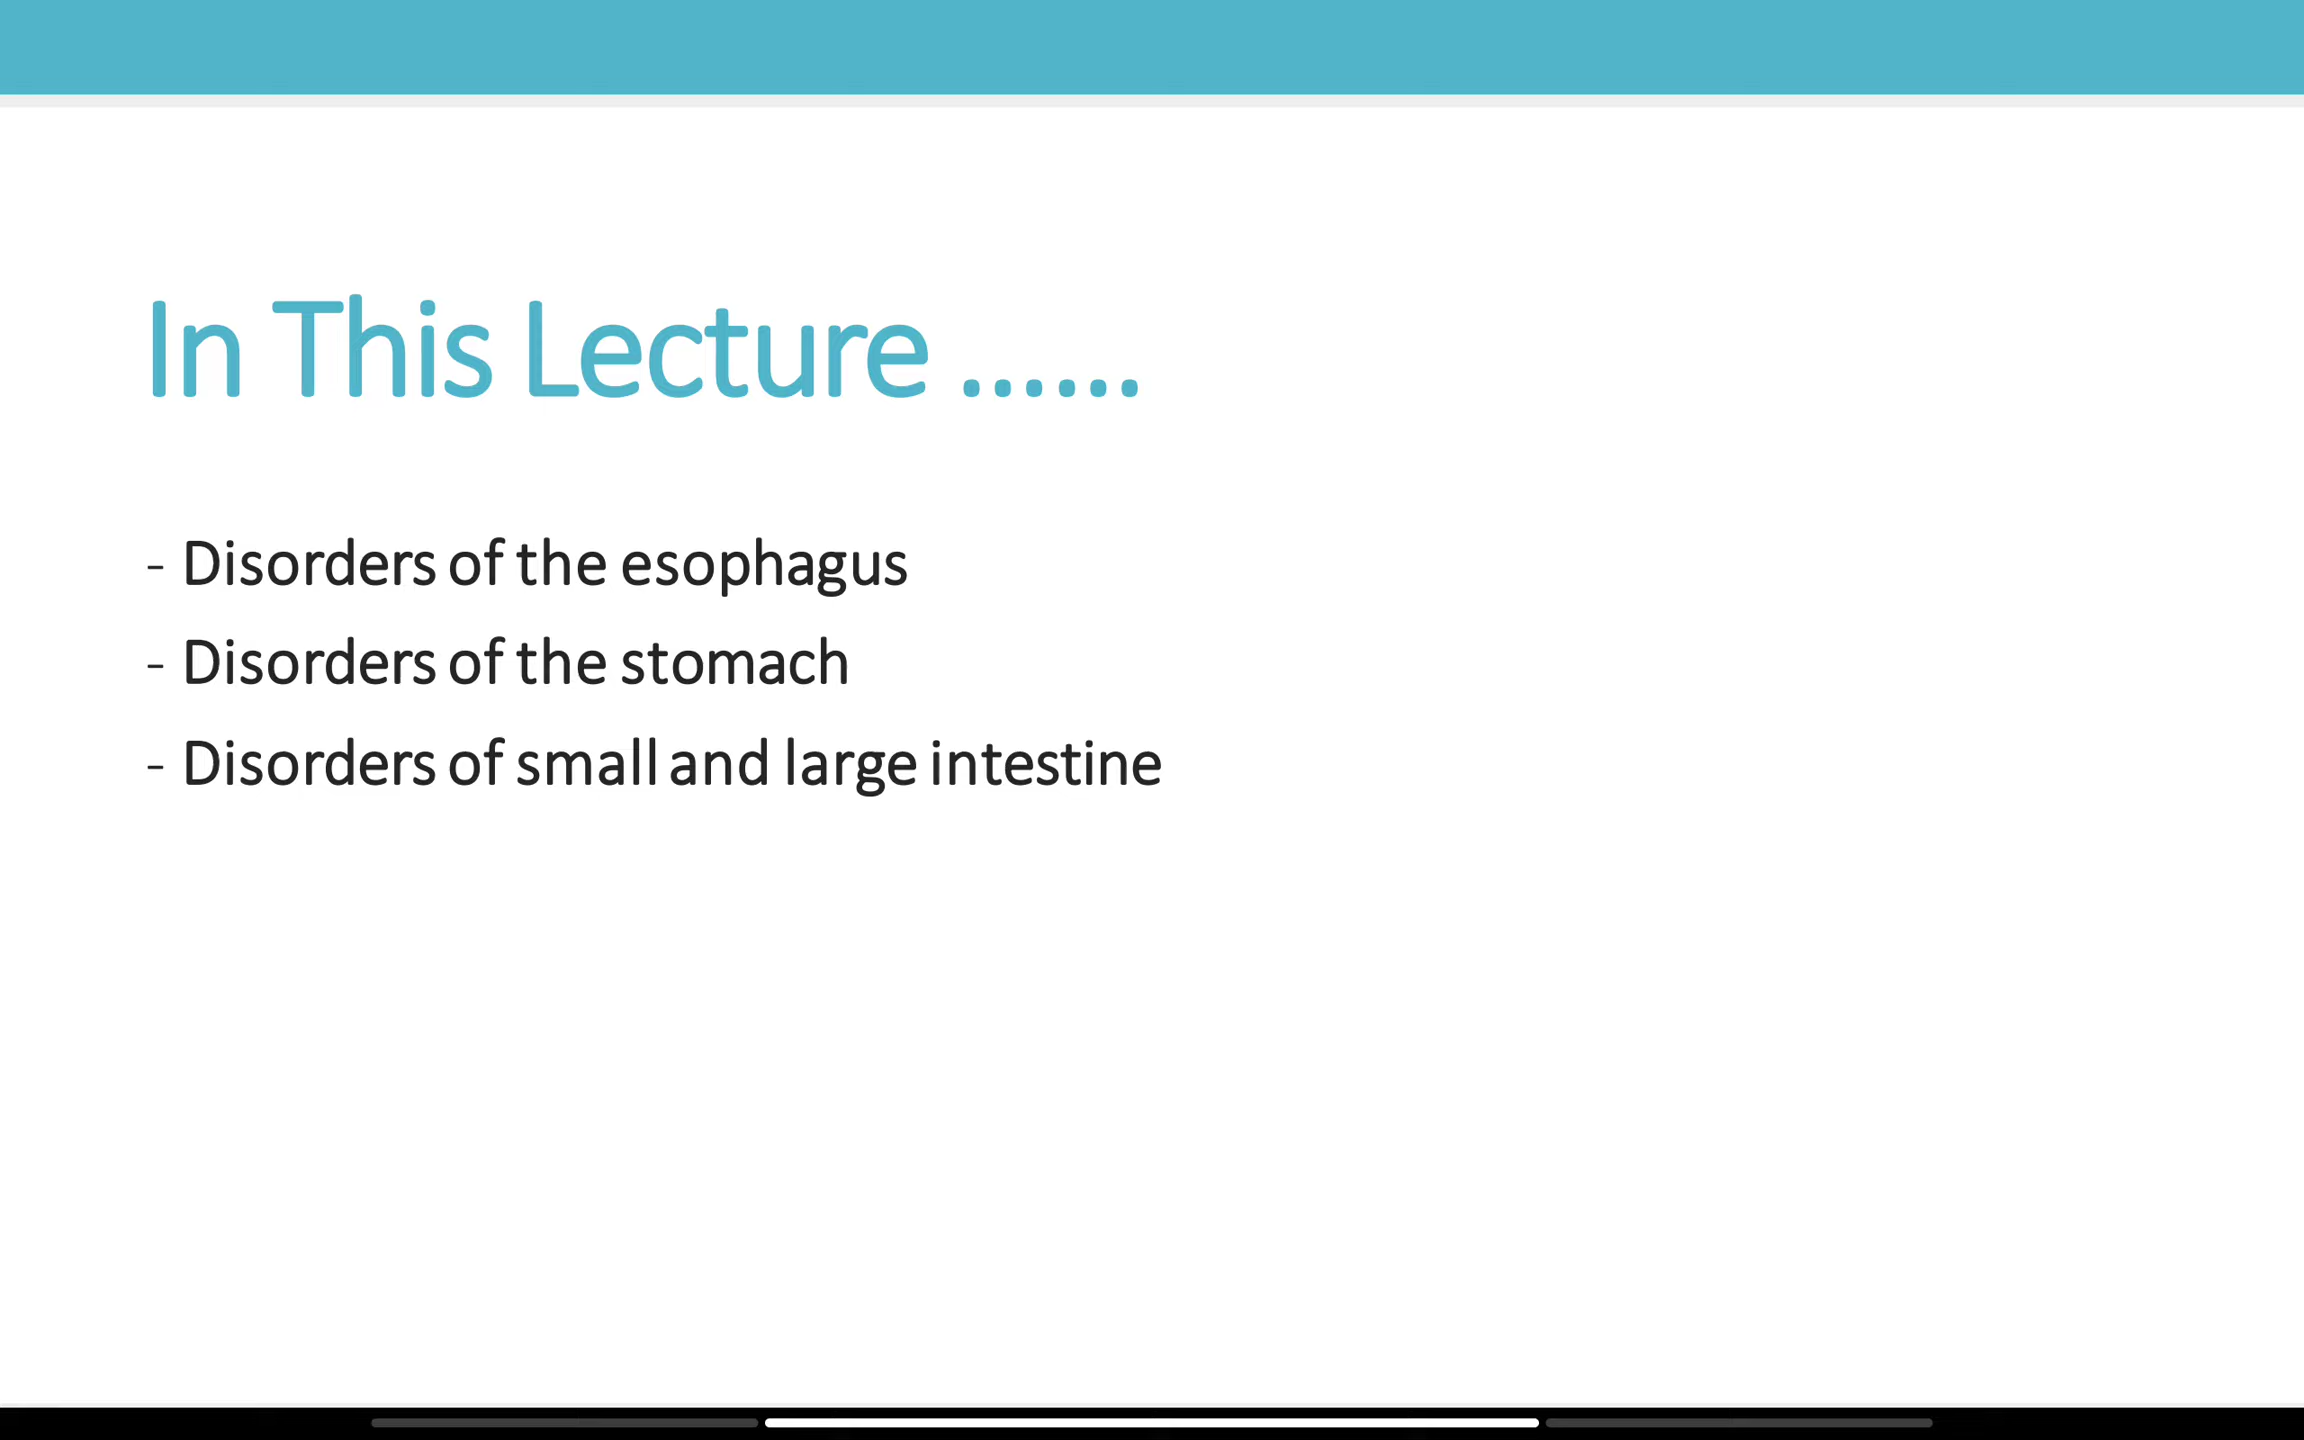 In This Lecture ......
- Disorders of the esophagus
- Disorders of the stomach
- Disorders of small and large intestine